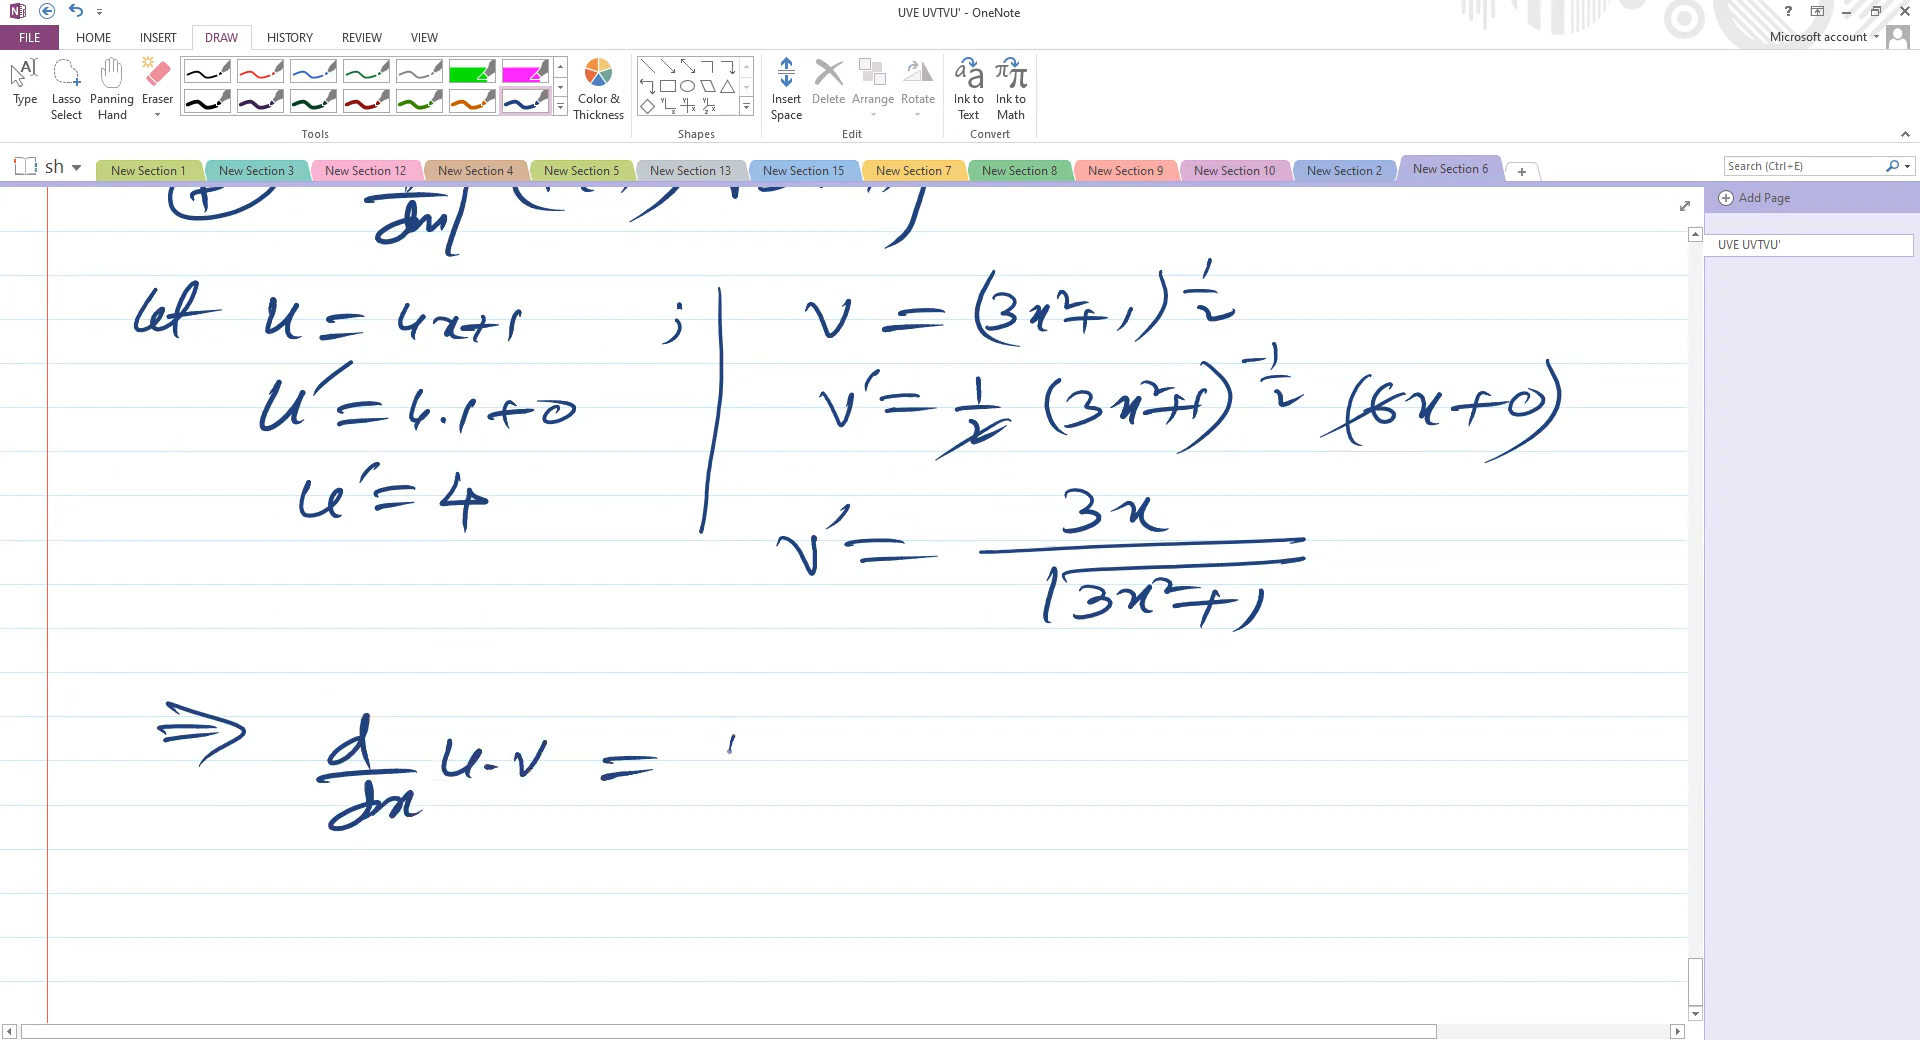 UVE UVTVU' - OneNote
?
Microsoft account
FILE HOME INSERT DRAW HISTORY REVIEW VIEW
Type
Lasso Select
Panning Hand
Eraser
Color & Thickness
Insert Space
Delete
Arrange
Rotate
Ink to Text
Ink to Math
Tools
Shapes
Edit
Convert
sh
New Section 1
New Section 3
New Section 12
New Section 4
New Section 5
New Section 13
New Section 15
New Section 7
New Section 8
New Section 9
New Section 10
New Section 2
New Section 6
Search (Ctrl+E)
Add Page
UVE UVTVU'
let u = 4x+1 ; v = (3x²+1)^1/2
u' = 4.1+0 v' = 1/2 (3x²+1)^-1/2 (6x+0)
u' = 4
v' = 3x/√3x²+1
⇒ d/dx u.v =